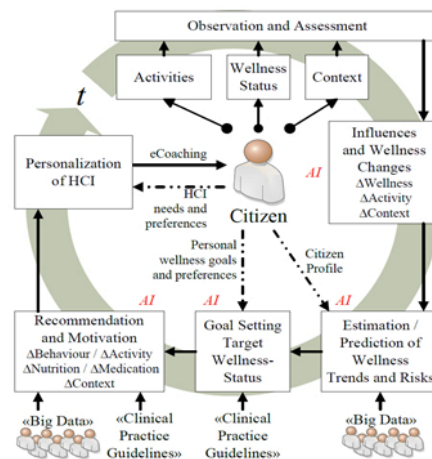 Observation and Assessment
Activities
Wellness
Status
Context
t
Personalization
of HCI
eCoaching
HCI
needs and
preferences
Citizen
AI
Influences
and Wellness
Changes
ΔWellness
ΔActivity
ΔContext
Personal
wellness goals
and preferences
Citizen
Profile
AI
AI
AI
Recommendation
and Motivation
ΔBehaviour / ΔActivity
ΔNutrition / ΔMedication
ΔContext
Goal Setting
Target
Wellness-
Status
Estimation /
Prediction of
Wellness
Trends and Risks
«Big Data»
«Clinical
Practice
Guidelines»
«Clinical
Practice
Guidelines»
«Big Data»